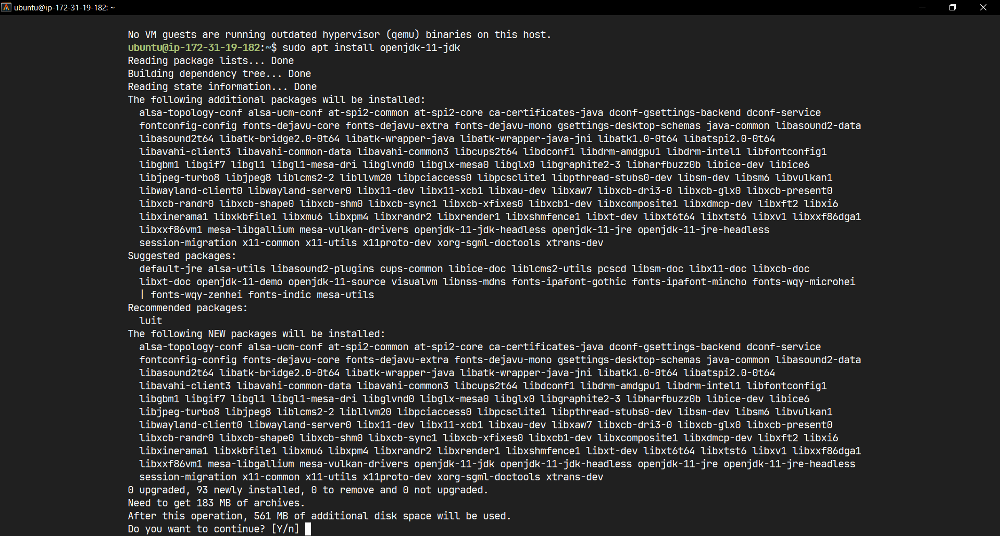 ubuntu@ip-172-31-19-182: ~
No VM guests are running outdated hypervisor (qemu) binaries on this host.
ubuntu@ip-172-31-19-182:~$ sudo apt install openjdk-11-jdk
Reading package lists... Done
Building dependency tree... Done
Reading state information... Done
The following additional packages will be installed:
  alsa-topology-conf alsa-ucm-conf at-spi2-common at-spi2-core ca-certificates-java dconf-gsettings-backend dconf-service
  fontconfig-config fonts-dejavu-core fonts-dejavu-extra fonts-dejavu-mono gsettings-desktop-schemas java-common libasound2-data
  libasound2t64 libatk-bridge2.0-0t64 libatk-wrapper-java libatk-wrapper-java-jni libatk1.0-0t64 libatspi2.0-0t64
  libavahi-client3 libavahi-common-data libavahi-common3 libcups2t64 libdconf1 libdrm-amdgpu1 libdrm-intel1 libfontconfig1
  libgbm1 libgif7 libgl1 libgl1-mesa-dri libglvnd0 libglx-mesa0 libglx0 libgraphite2-3 libharfbuzz0b libice-dev libice6
  libjpeg-turbo8 libjpeg8 liblcms2-2 libllvm20 libpciaccess0 libpcsclite1 libpthread-stubs0-dev libsm-dev libsm6 libvulkan1
  libwayland-client0 libwayland-server0 libx11-dev libx11-xcb1 libxau-dev libxaw7 libxcb-dri3-0 libxcb-glx0 libxcb-present0
  libxcb-randr0 libxcb-shape0 libxcb-shm0 libxcb-sync1 libxcb-xfixes0 libxcb1-dev libxcomposite1 libxdmcp-dev libxft2 libxi6
  libxinerama1 libxkbfile1 libxmu6 libxpm4 libxrandr2 libxrender1 libxshmfence1 libxt-dev libxt6t64 libxtst6 libxv1 libxxf86dga1
  libxxf86vm1 mesa-libgallium mesa-vulkan-drivers openjdk-11-jdk-headless openjdk-11-jre openjdk-11-jre-headless
  session-migration x11-common x11-utils x11proto-dev xorg-sgml-doctools xtrans-dev
Suggested packages:
  default-jre alsa-utils libasound2-plugins cups-common libice-doc liblcms2-utils pcscd libsm-doc libx11-doc libxcb-doc
  libxt-doc openjdk-11-demo openjdk-11-source visualvm libnss-mdns fonts-ipafont-gothic fonts-ipafont-mincho fonts-wqy-microhei
  | fonts-wqy-zenhei fonts-indic mesa-utils
Recommended packages:
  luit
The following NEW packages will be installed:
  alsa-topology-conf alsa-ucm-conf at-spi2-common at-spi2-core ca-certificates-java dconf-gsettings-backend dconf-service
  fontconfig-config fonts-dejavu-core fonts-dejavu-extra fonts-dejavu-mono gsettings-desktop-schemas java-common libasound2-data
  libasound2t64 libatk-bridge2.0-0t64 libatk-wrapper-java libatk-wrapper-java-jni libatk1.0-0t64 libatspi2.0-0t64
  libavahi-client3 libavahi-common-data libavahi-common3 libcups2t64 libdconf1 libdrm-amdgpu1 libdrm-intel1 libfontconfig1
  libgbm1 libgif7 libgl1 libgl1-mesa-dri libglvnd0 libglx-mesa0 libglx0 libgraphite2-3 libharfbuzz0b libice-dev libice6
  libjpeg-turbo8 libjpeg8 liblcms2-2 libllvm20 libpciaccess0 libpcsclite1 libpthread-stubs0-dev libsm-dev libsm6 libvulkan1
  libwayland-client0 libwayland-server0 libx11-dev libx11-xcb1 libxau-dev libxaw7 libxcb-dri3-0 libxcb-glx0 libxcb-present0
  libxcb-randr0 libxcb-shape0 libxcb-shm0 libxcb-sync1 libxcb-xfixes0 libxcb1-dev libxcomposite1 libxdmcp-dev libxft2 libxi6
  libxinerama1 libxkbfile1 libxmu6 libxpm4 libxrandr2 libxrender1 libxshmfence1 libxt-dev libxt6t64 libxtst6 libxv1 libxxf86dga1
  libxxf86vm1 mesa-libgallium mesa-vulkan-drivers openjdk-11-jdk openjdk-11-jdk-headless openjdk-11-jre openjdk-11-jre-headless
  session-migration x11-common x11-utils x11proto-dev xorg-sgml-doctools xtrans-dev
0 upgraded, 93 newly installed, 0 to remove and 0 not upgraded.
Need to get 183 MB of archives.
After this operation, 561 MB of additional disk space will be used.
Do you want to continue? [Y/n]